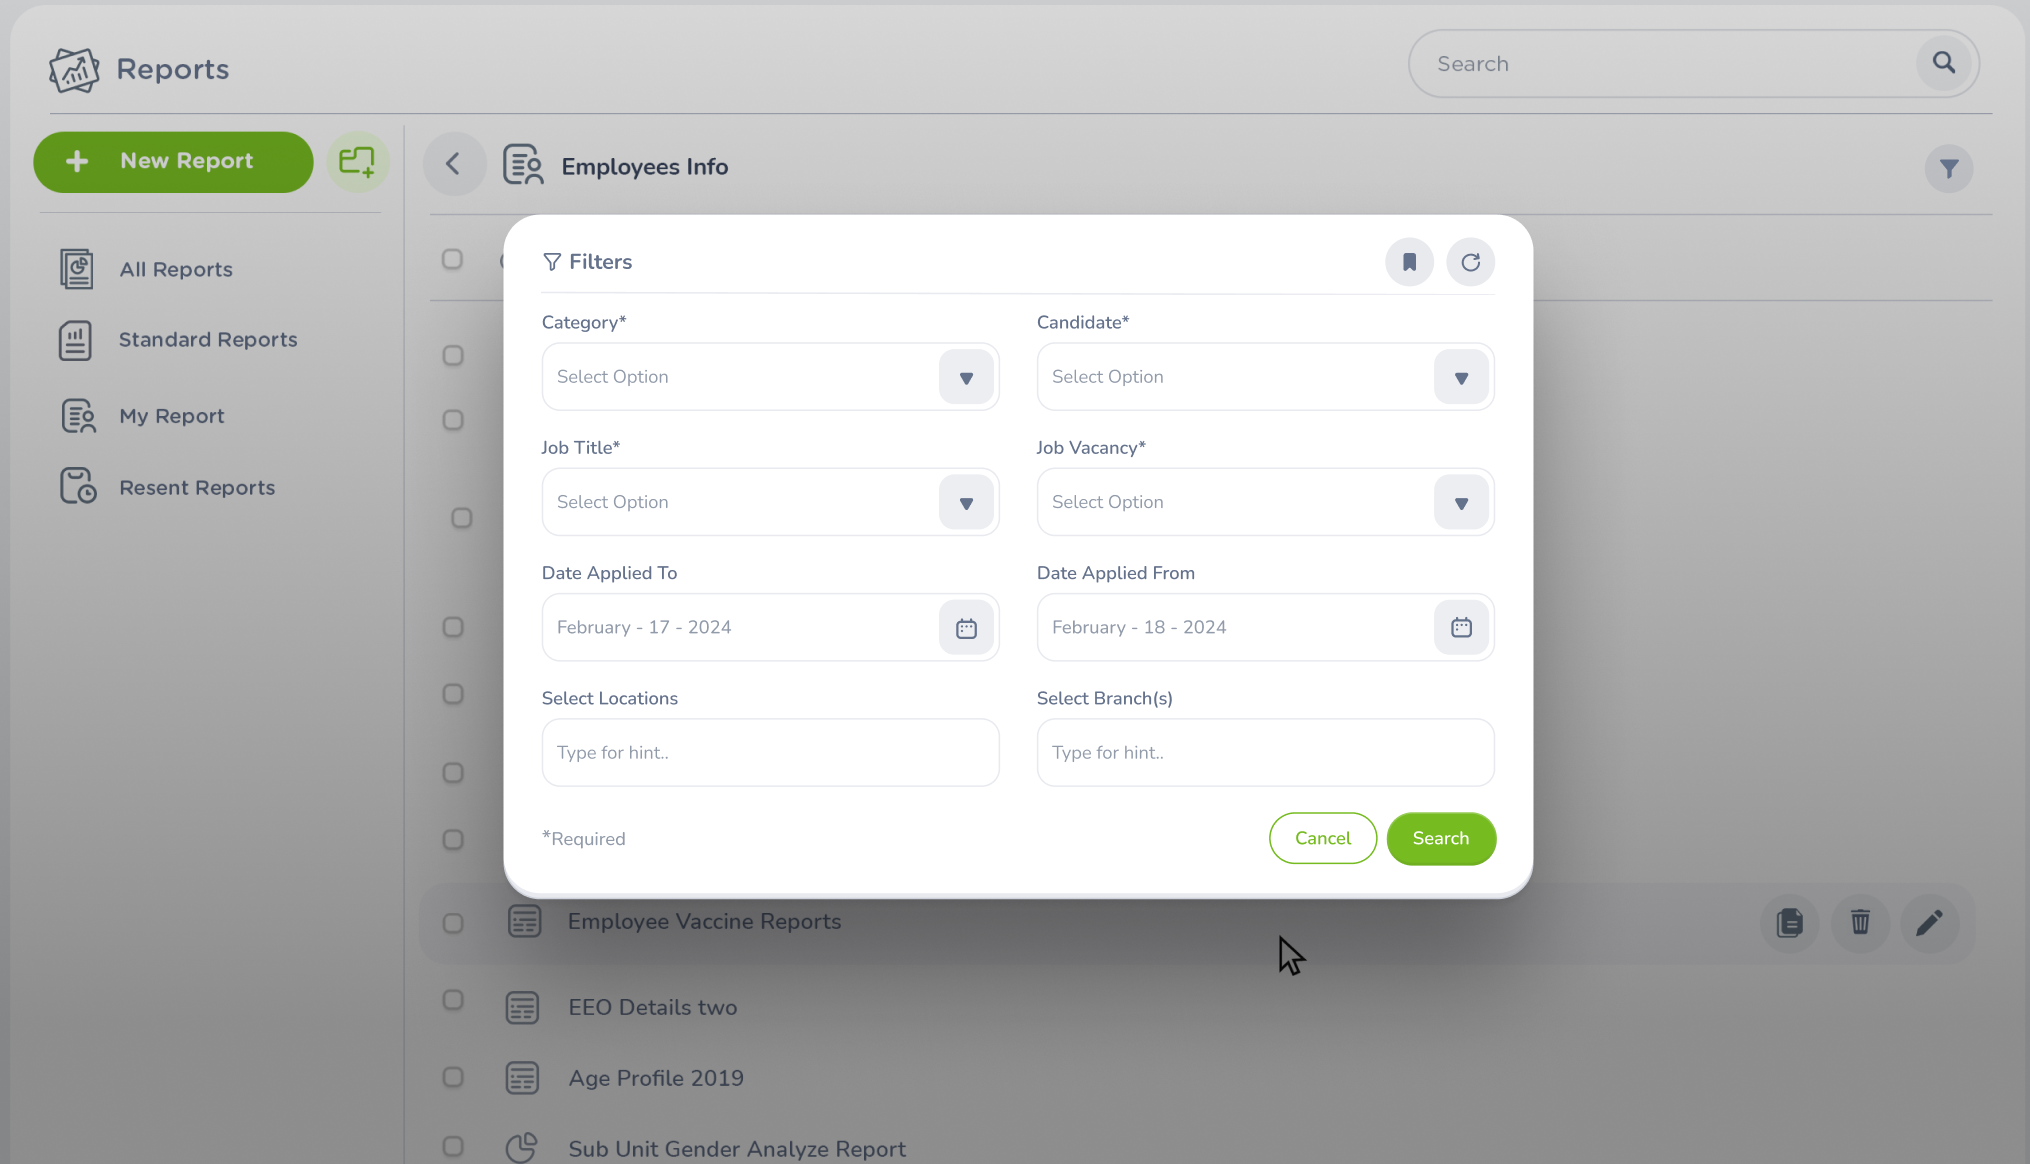 Reports
Search
New Report
Employees Info
All Reports
Standard Reports
My Report
Resent Reports
Filters
Category*
Candidate*
Select Option
Select Option
Job Title*
Job Vacancy*
Select Option
Select Option
Date Applied To
Date Applied From
February - 17 - 2024
February - 18 - 2024
Select Locations
Select Branch(s)
Type for hint..
Type for hint..
*Required
Cancel
Search
Employee Vaccine Reports
EEO Details two
Age Profile 2019
Sub Unit Gender Analyze Report